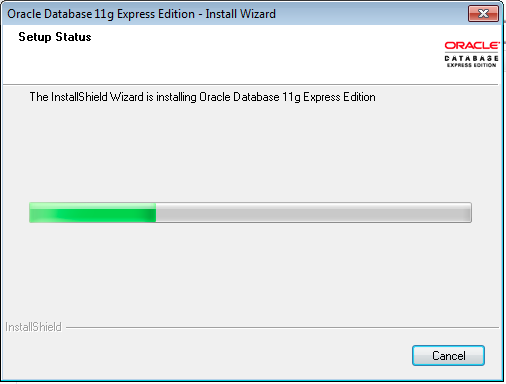 Oracle Database 11g Express Edition - Install Wizard
Setup Status
ORACLE
DATABASE
EXPRESS EDITION
The InstallShield Wizard is installing Oracle Database 11g Express Edition
InstallShield
Cancel